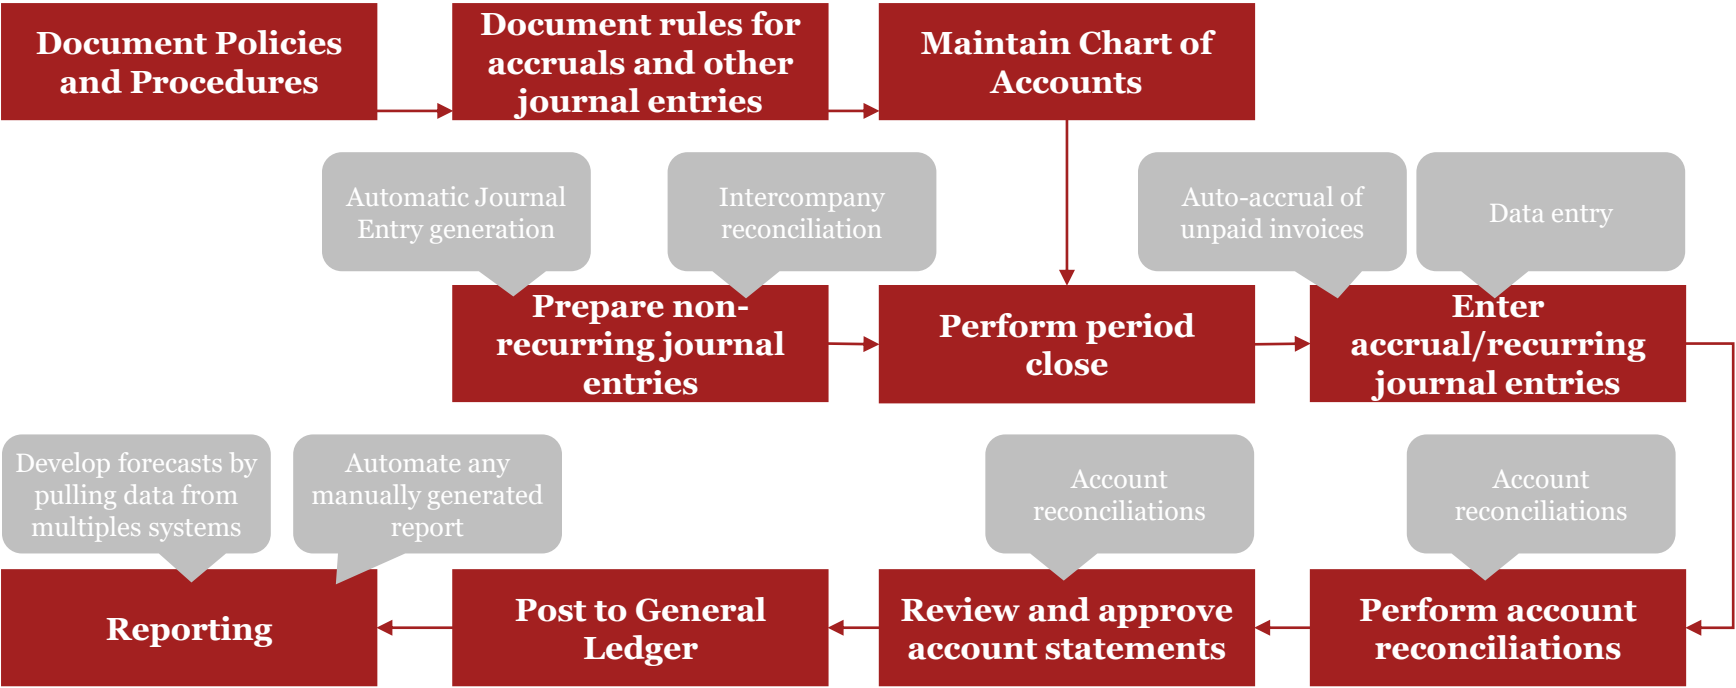 Document Policies
and Procedures
Document rules for
accruals and other
journal entries
Maintain Chart of
Accounts
Automatic Journal
Entry generation
Intercompany
reconciliation
Auto-accrual of
unpaid invoices
Data entry
Prepare non-
recurring journal
entries
Perform period
close
Enter
accrual/recurring
journal entries
Develop forecasts by
pulling data from
multiples systems
Automate any
manually generated
report
Account
reconciliations
Account
reconciliations
Reporting
Post to General
Ledger
Review and approve
account statements
Perform account
reconciliations